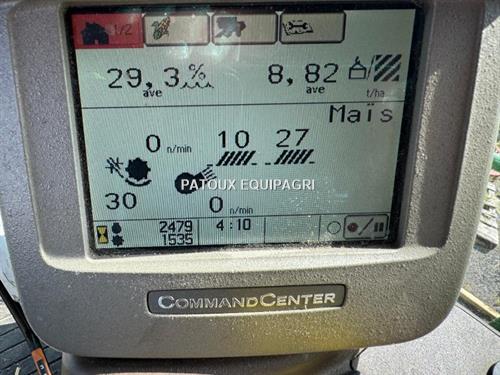 1/2
29,3 %
ave
8,82
ave
t/ha
Maïs
0 n/min
10
27
PATOUX EQUIPAGRI
30
0 n/min
2479
1535
4:10
COMMANDCENTER